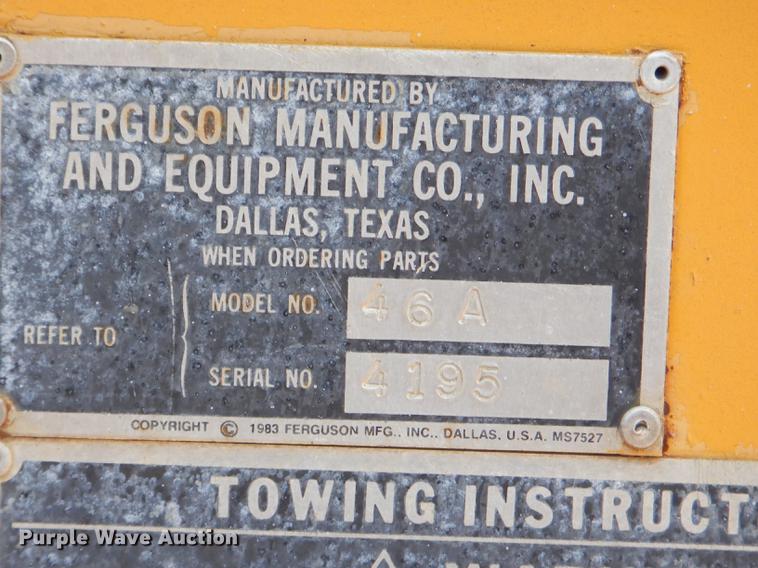 MANUFACTURED BY
FERGUSON MANUFACTURING
AND EQUIPMENT CO., INC.
DALLAS, TEXAS
WHEN ORDERING PARTS
REFER TO
MODEL NO. 46A
SERIAL NO. 4195
COPYRIGHT © 1983 FERGUSON MFG., INC., DALLAS, U.S.A. MS7527
TOWING INSTRUCT
Purple Wave Auction